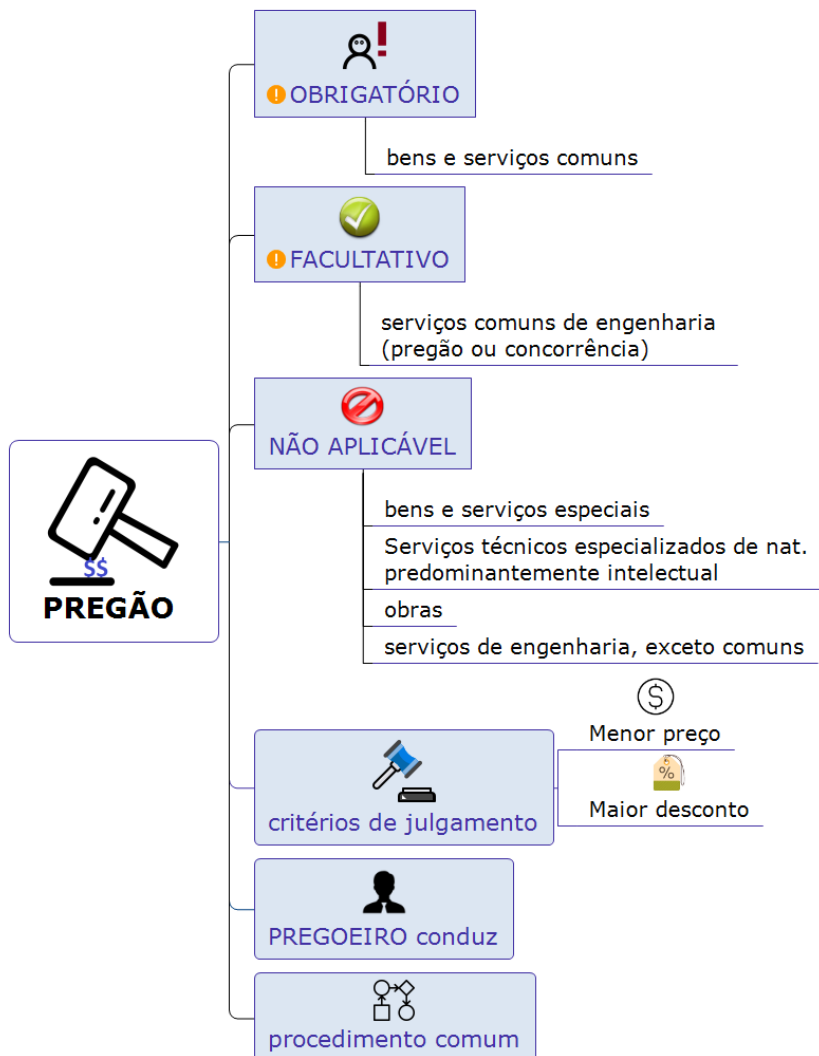 OBRIGATÓRIO
bens e serviços comuns
FACULTATIVO
serviços comuns de engenharia
(pregão ou concorrência)
NÃO APLICÁVEL
bens e serviços especiais
Serviços técnicos especializados de nat.
predominantemente intelectual
obras
serviços de engenharia, exceto comuns
$$
PREGÃO
critérios de julgamento
$
Menor preço
%
Maior desconto
PREGOEIRO conduz
procedimento comum